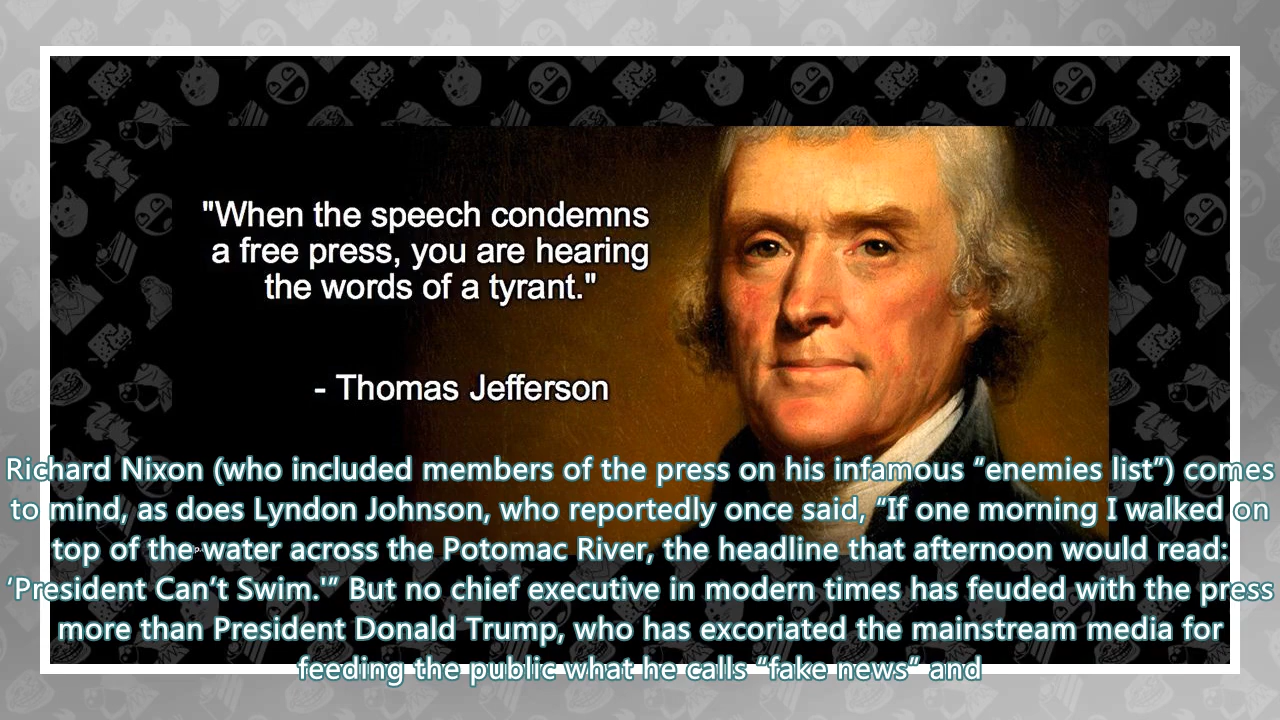 "When the speech condemns
a free press, you are hearing
the words of a tyrant."
- Thomas Jefferson
Richard Nixon (who included members of the press on his infamous “enemies list”) comes
to mind, as does Lyndon Johnson, who reportedly once said, “If one morning I walked on
top of the water across the Potomac River, the headline that afternoon would read:
‘President Can’t Swim.'” But no chief executive in modern times has feuded with the press
more than President Donald Trump, who has excoriated the mainstream media for
feeding the public what he calls “fake news” and